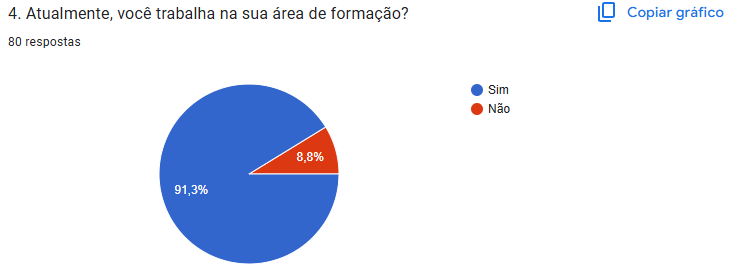 4. Atualmente, você trabalha na sua área de formação?
Copiar gráfico
80 respostas
Sim
Não
8,8%
91,3%